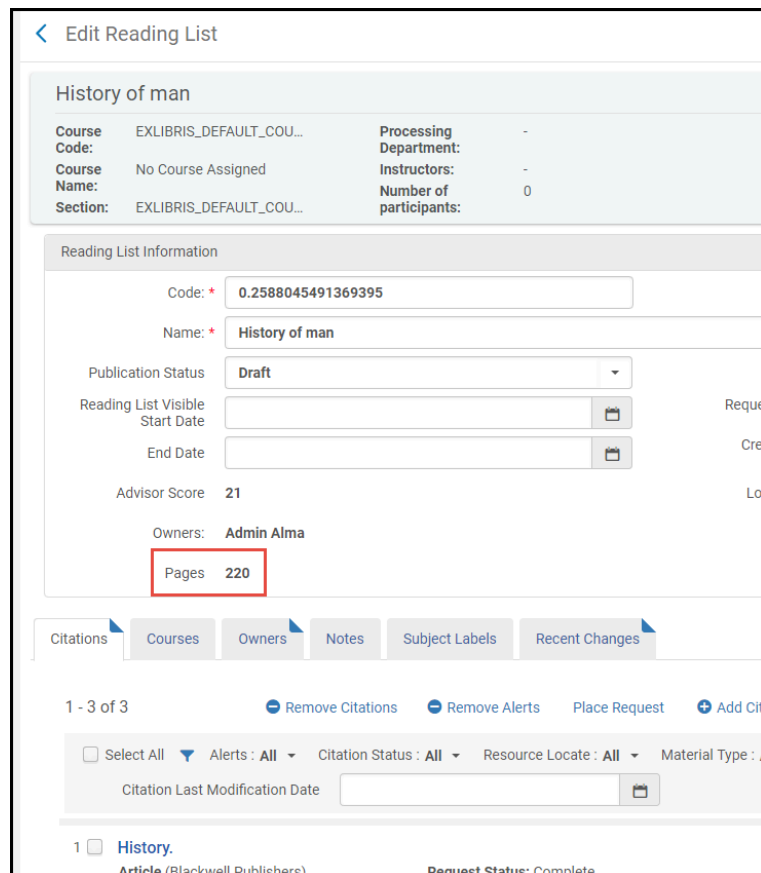 Edit Reading List
History of man
Course Code: EXLIBRIS_DEFAULT_COU... Processing Department: -
Course Name: No Course Assigned Instructors: -
Section: EXLIBRIS_DEFAULT_COU... Number of participants: 0
Reading List Information
Code: * 0.2588045491369395
Name: * History of man
Publication Status Draft
Reading List Visible Start Date Reque
End Date Cre
Advisor Score 21 Lo
Owners: Admin Alma
Pages 220
Citations Courses Owners Notes Subject Labels Recent Changes
1 - 3 of 3 Remove Citations Remove Alerts Place Request Add Cit
Select All Alerts : All Citation Status : All Resource Locate : All Material Type :
Citation Last Modification Date
1 History.
Article (Blackwell Publishers) Request Status: Complete